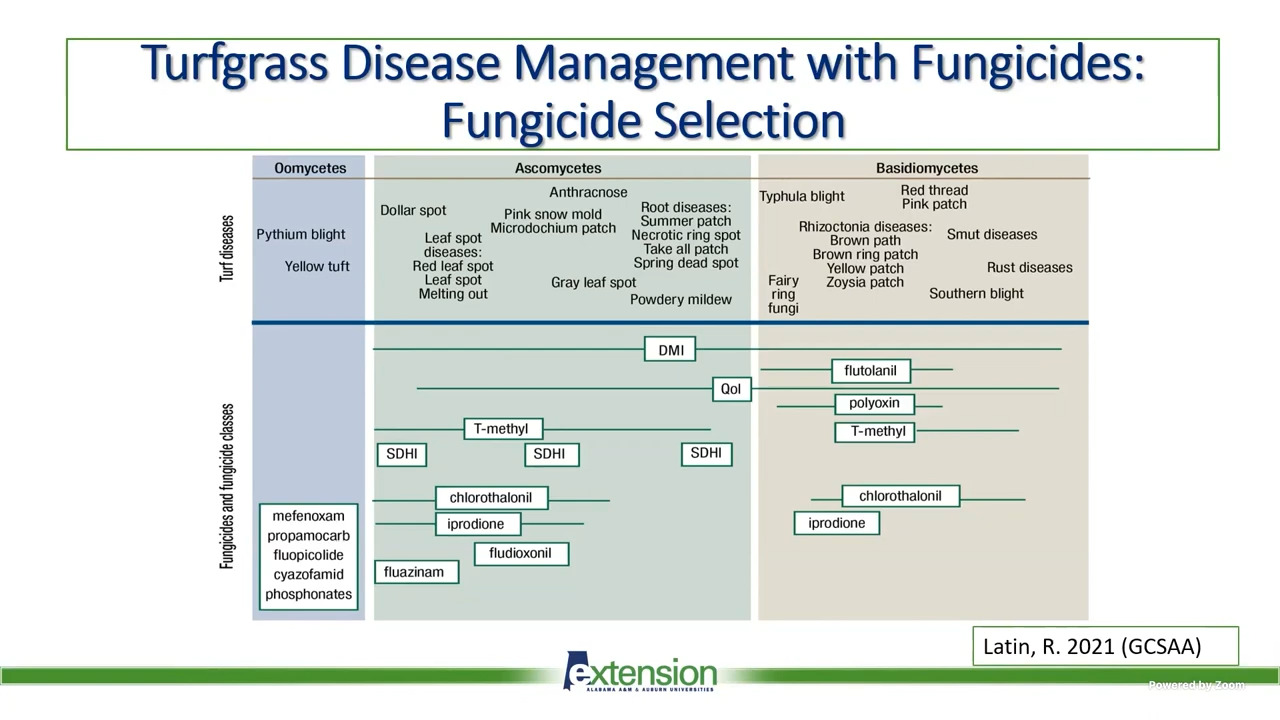 Turfgrass Disease Management with Fungicides:
Fungicide Selection
Oomycetes
Ascomycetes
Basidiomycetes
Turf diseases
Pythium blight
Yellow tuft
Anthracnose
Dollar spot
Pink snow mold
Microdochium patch
Leaf spot
diseases:
Red leaf spot
Leaf spot
Melting out
Root diseases:
Summer patch
Necrotic ring spot
Take all patch
Spring dead spot
Gray leaf spot
Powdery mildew
Typhula blight
Red thread
Pink patch
Rhizoctonia diseases:
Brown path
Brown ring patch
Yellow patch
Zoysia patch
Smut diseases
Rust diseases
Fairy
ring
fungi
Southern blight
Fungicides and fungicide classes
DMI
flutolanil
QoI
polyoxin
T-methyl
T-methyl
SDHI
SDHI
SDHI
chlorothalonil
chlorothalonil
iprodione
iprodione
fludioxonil
fluazinam
mefenoxam
propamocarb
fluopicolide
cyazofamid
phosphonates
Latin, R. 2021 (GCSAA)
extension
ALABAMA A&M & AUBURN UNIVERSITIES
Powered by Zoom